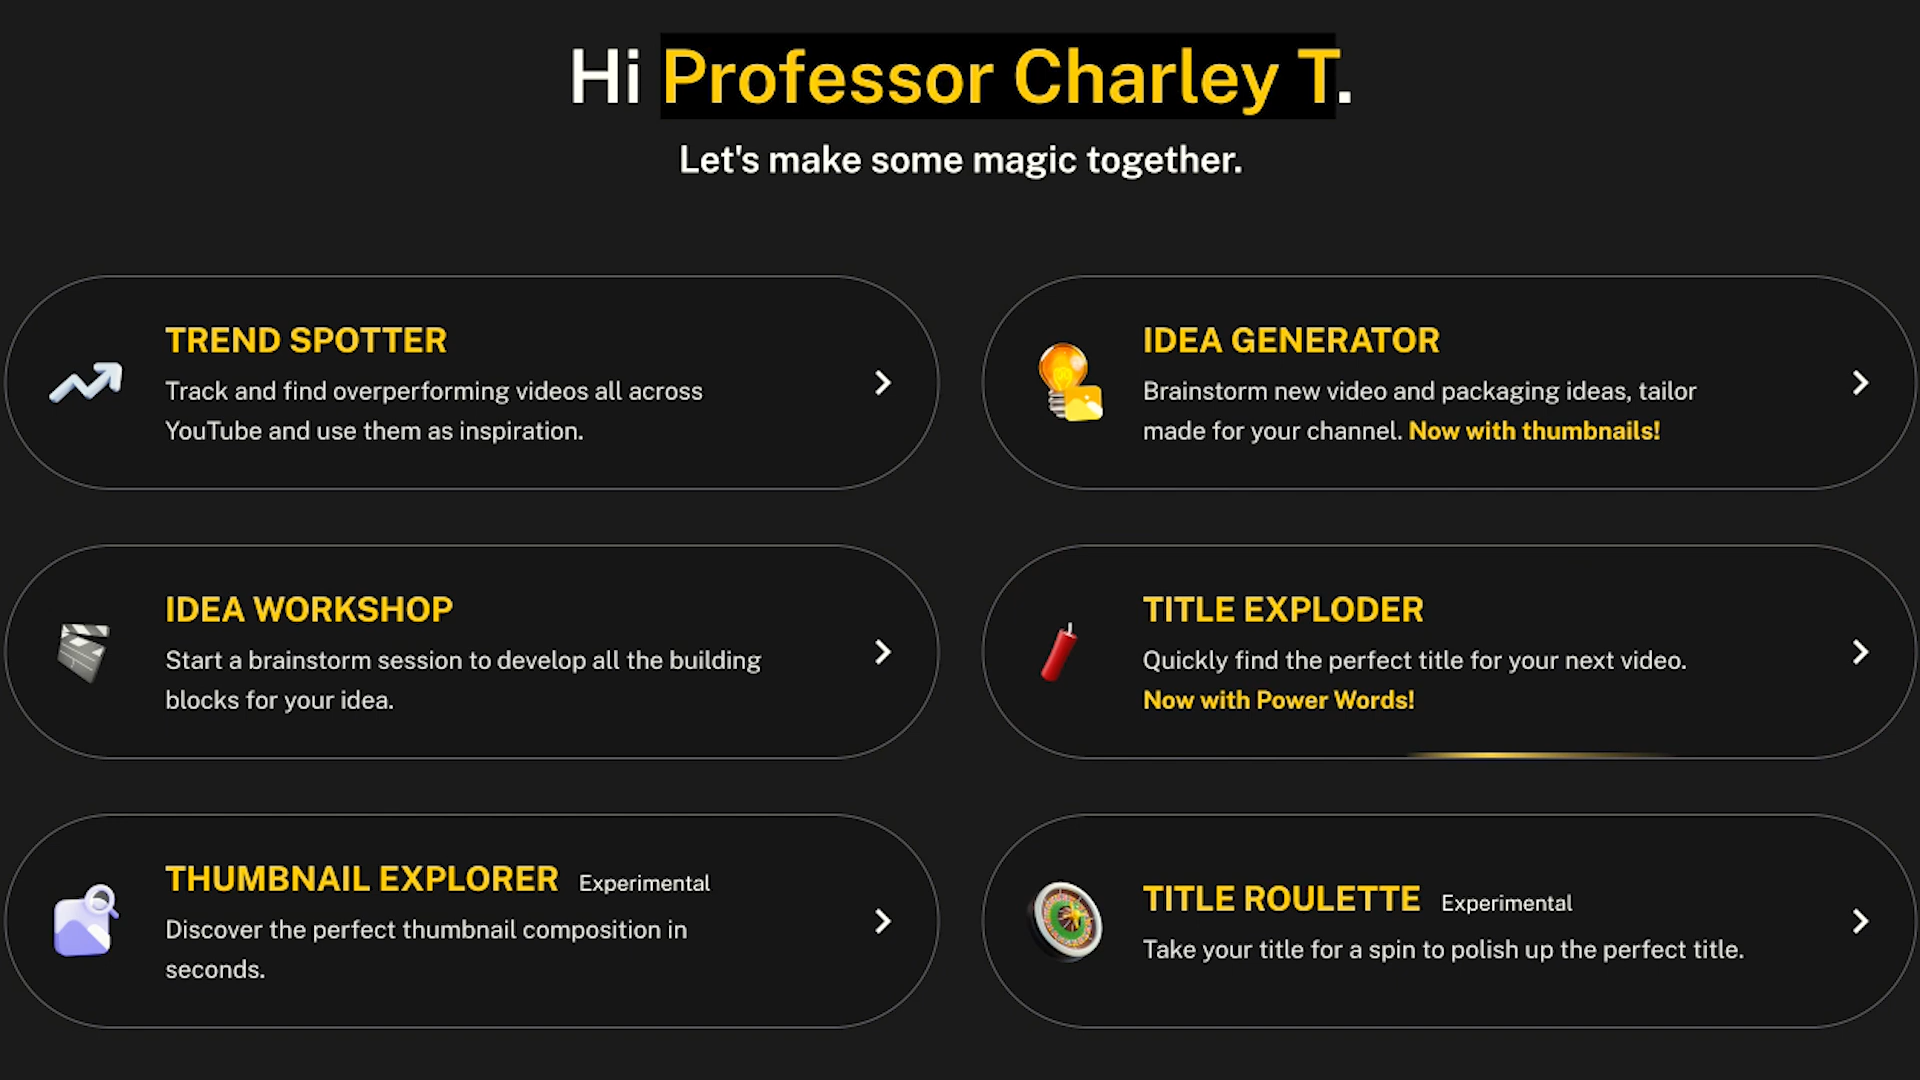 Hi Professor Charley T.
Let's make some magic together.
TREND SPOTTER
Track and find overperforming videos all across
YouTube and use them as inspiration.
IDEA GENERATOR
Brainstorm new video and packaging ideas, tailor
made for your channel. Now with thumbnails!
IDEA WORKSHOP
Start a brainstorm session to develop all the building
blocks for your idea.
TITLE EXPLODER
Quickly find the perfect title for your next video.
Now with Power Words!
THUMBNAIL EXPLORER Experimental
Discover the perfect thumbnail composition in
seconds.
TITLE ROULETTE Experimental
Take your title for a spin to polish up the perfect title.